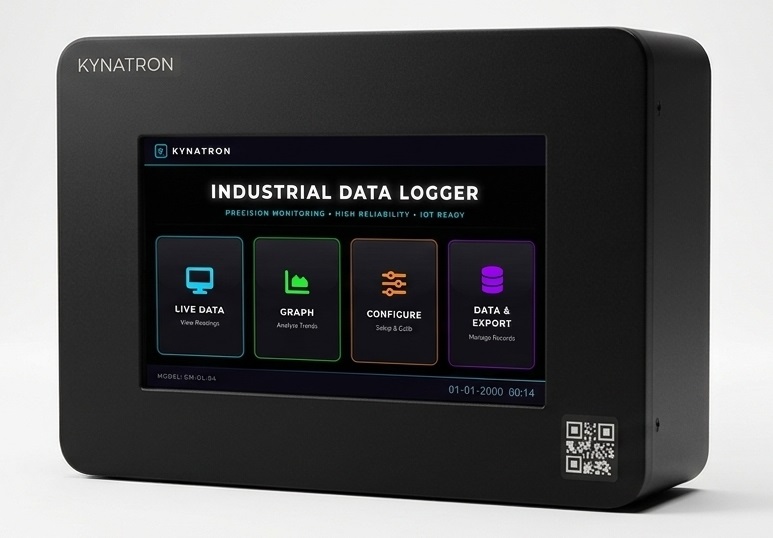 KYNATRON
KYNATRON
INDUSTRIAL DATA LOGGER
PRECISION MONITORING • HIGH RELIABILITY • IOT READY
LIVE DATA
View Readings
GRAPH
Analyze Trends
CONFIGURE
Setup & Calib
DATA &
EXPORT
Manage Records
MODEL:
01-01-2000 00:14